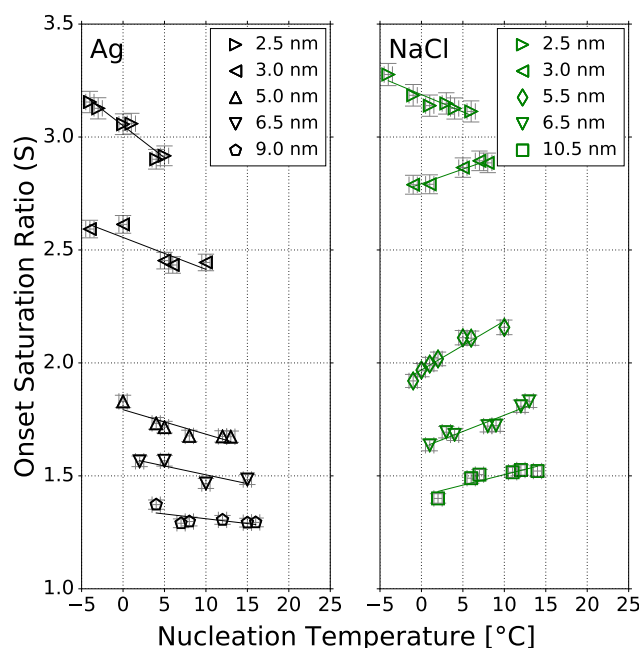 Ag
2.5 nm
3.0 nm
5.0 nm
6.5 nm
9.0 nm
NaCl
2.5 nm
3.0 nm
5.5 nm
6.5 nm
10.5 nm
Onset Saturation Ratio (S)
3.5
3.0
2.5
2.0
1.5
1.0
−5 0 5 10 15 20 25
−5 0 5 10 15 20 25
Nucleation Temperature [°C]